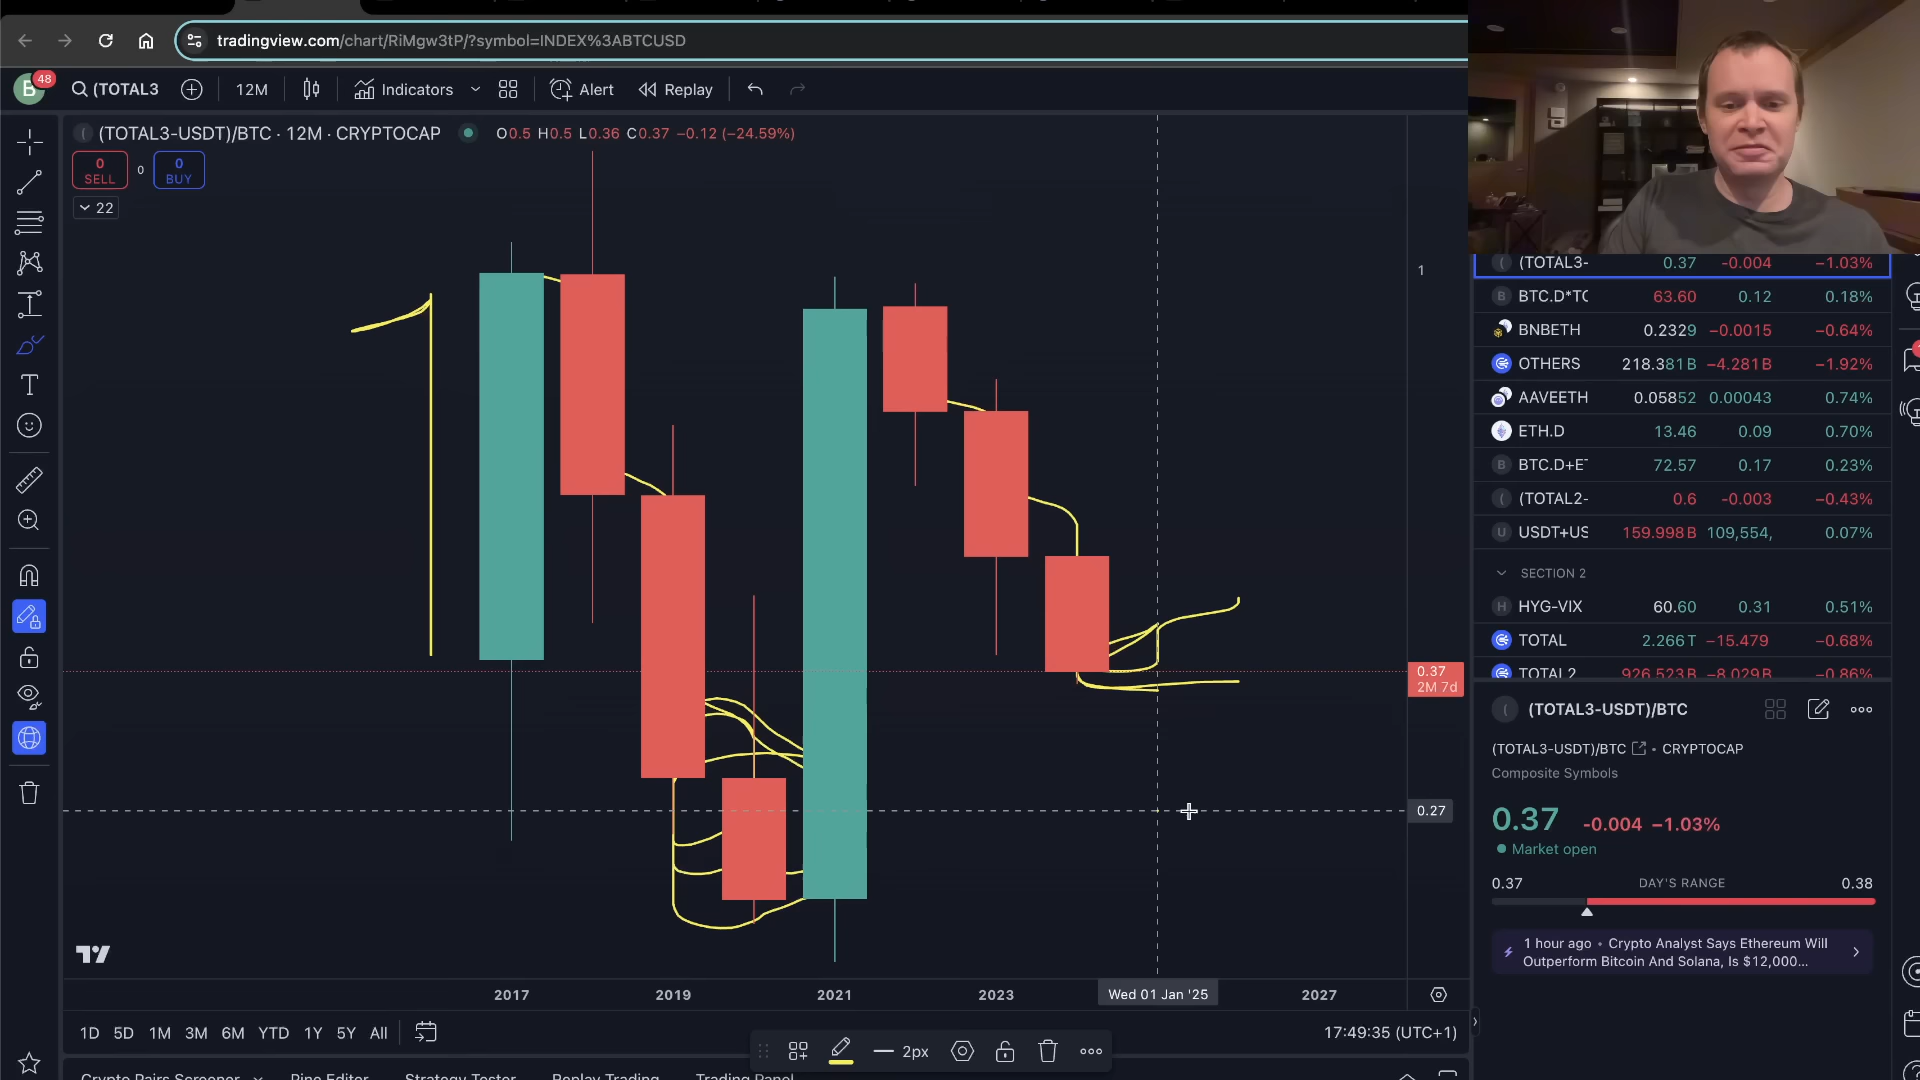 tradingview.com/chart/RiMgw3tP/?symbol=INDEX%3ABTCUSD
B 48 (TOTAL3 12M Indicators Alert Replay
(TOTAL3-USDT)/BTC · 12M · CRYPTOCAP O0.5 H0.5 L0.36 C0.37 −0.12 (−24.59%)
0 SELL 0 0 BUY
22
1
0.37
2M 7d
0.27
2017 2019 2021 2023 Wed 01 Jan '25 2027
1D 5D 1M 3M 6M YTD 1Y 5Y All 17:49:35 (UTC+1)
2px
Crypto Pairs Screener Pine Editor Strategy Tester Replay Trading Trading Panel
(TOTAL3- 0.37 -0.004 −1.03%
BTC.D*TC 63.60 0.12 0.18%
BNBETH 0.2329 −0.0015 −0.64%
OTHERS 218.381B −4.281B −1.92%
AAVEETH 0.05852 0.00043 0.74%
ETH.D 13.46 0.09 0.70%
BTC.D+E 72.57 0.17 0.23%
(TOTAL2- 0.6 -0.003 −0.43%
USDT+US 159.998B 109,554, 0.07%
SECTION 2
HYG-VIX 60.60 0.31 0.51%
TOTAL 2.266T −15.479 −0.68%
TOTAL2 926.523B −8.029B −0.86%
(TOTAL3-USDT)/BTC
(TOTAL3-USDT)/BTC • CRYPTOCAP
Composite Symbols
0.37 -0.004 −1.03%
Market open
0.37 DAY'S RANGE 0.38
1 hour ago • Crypto Analyst Says Ethereum Will
Outperform Bitcoin And Solana, Is $12,000...